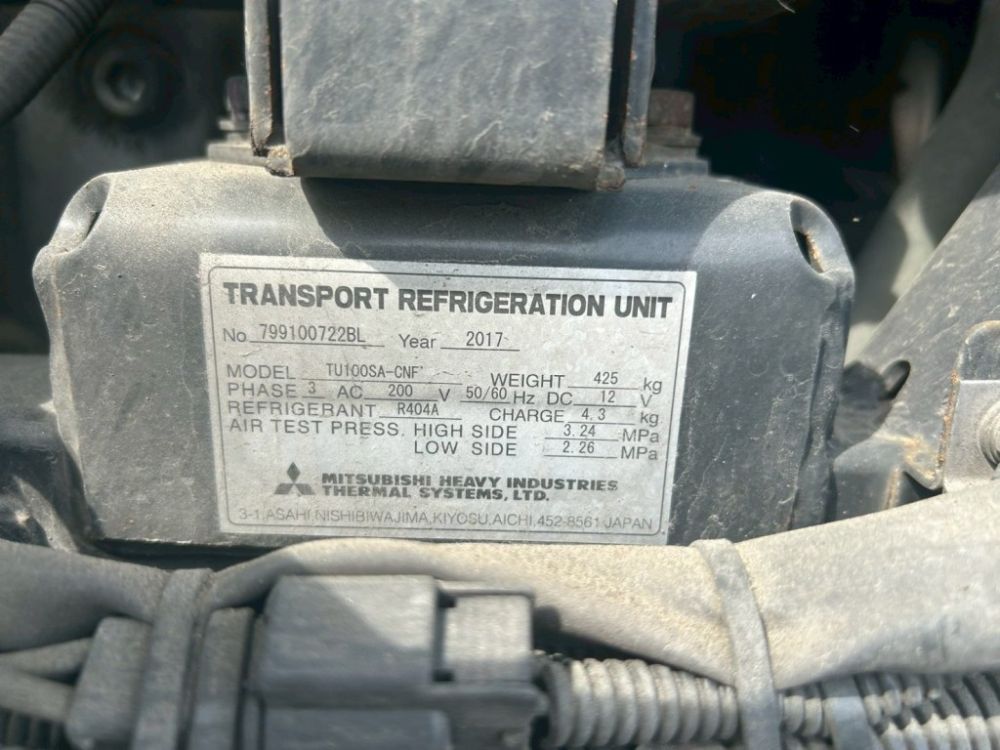 TRANSPORT REFRIGERATION UNIT
No 799100722BL Year 2017
MODEL TU100SA-CNF WEIGHT 425 kg
PHASE 3 AC 200 V 50/60 Hz DC 12 V
REFRIGERANT R404A CHARGE 4.3 kg
AIR TEST PRESS. HIGH SIDE 3.24 MPa
LOW SIDE 2.26 MPa
MITSUBISHI HEAVY INDUSTRIES
THERMAL SYSTEMS, LTD.
3-1,ASAHI,NISHIBIWAJIMA,KIYOSU,AICHI,452-8561 JAPAN